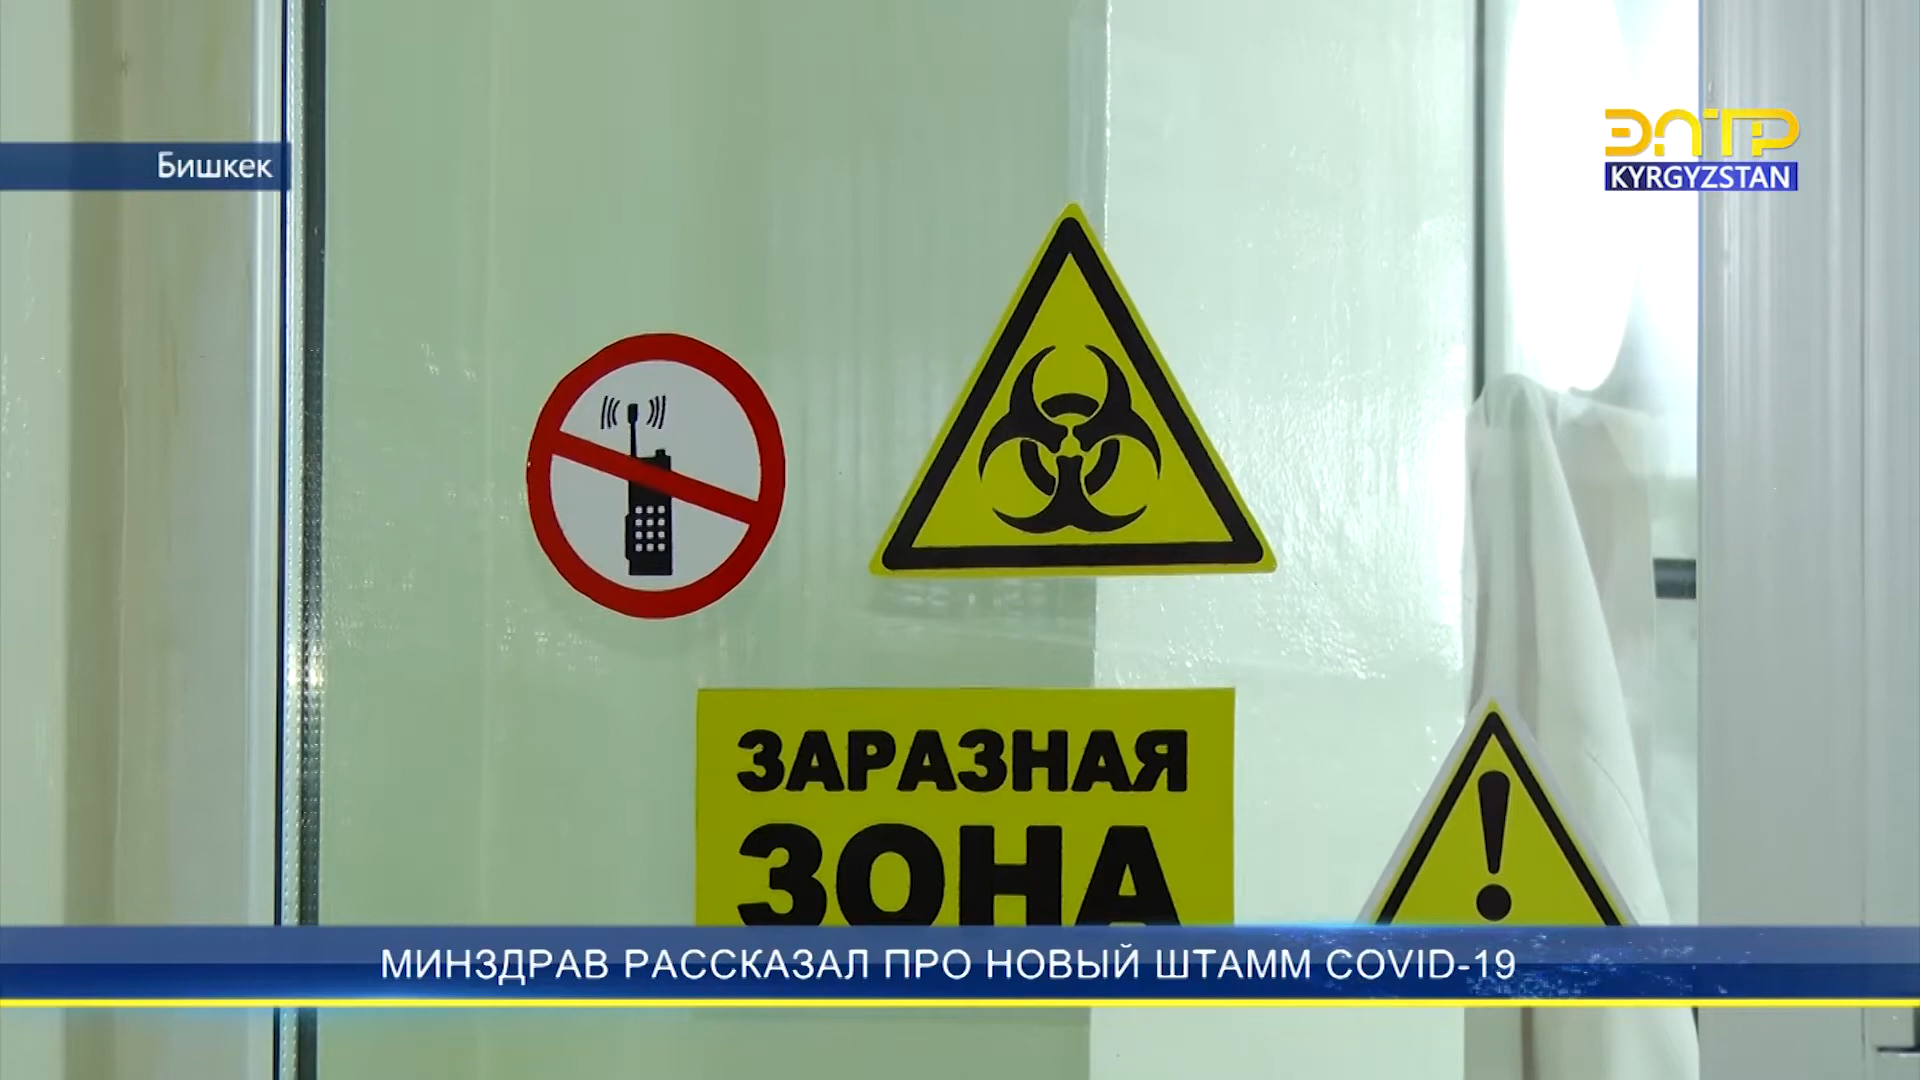 Бишкек
ЭЛТР
KYRGYZSTAN
ЗАРАЗНАЯ
ЗОНА
МИНЗДРАВ РАССКАЗАЛ ПРО НОВЫЙ ШТАММ COVID-19